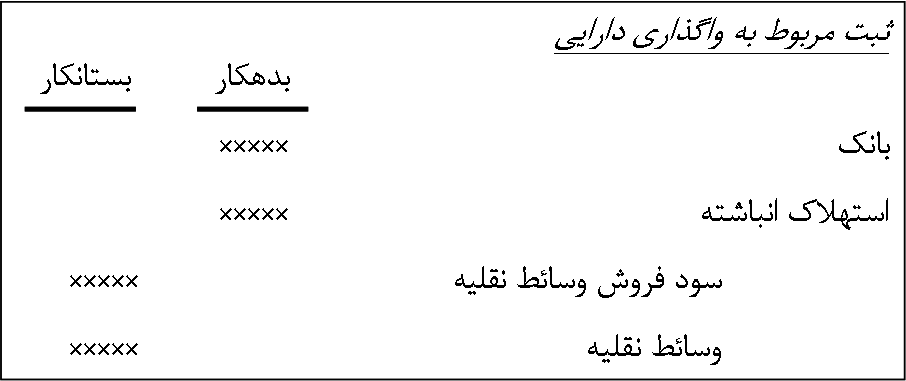 ثبت مربوط به واگذاری دارایی
بدهکار بستانکار
بانک ×××××
استهلاک انباشته ×××××
سود فروش وسائط نقلیه ×××××
وسائط نقلیه ×××××